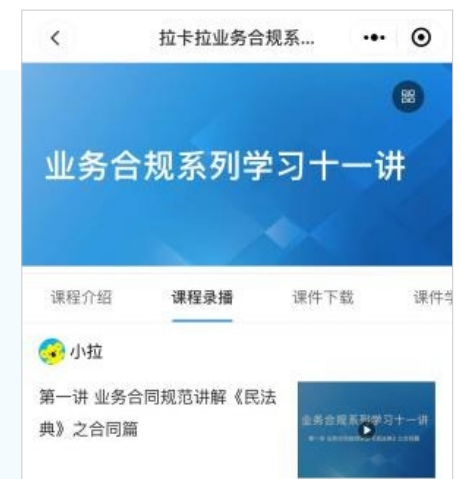 拉卡拉业务合规系...
业务合规系列学习十一讲
课程介绍 课程录播 课件下载 课件学
小拉
第一讲 业务合同规范讲解《民法
典》之合同篇
业务合规系列学习十一讲